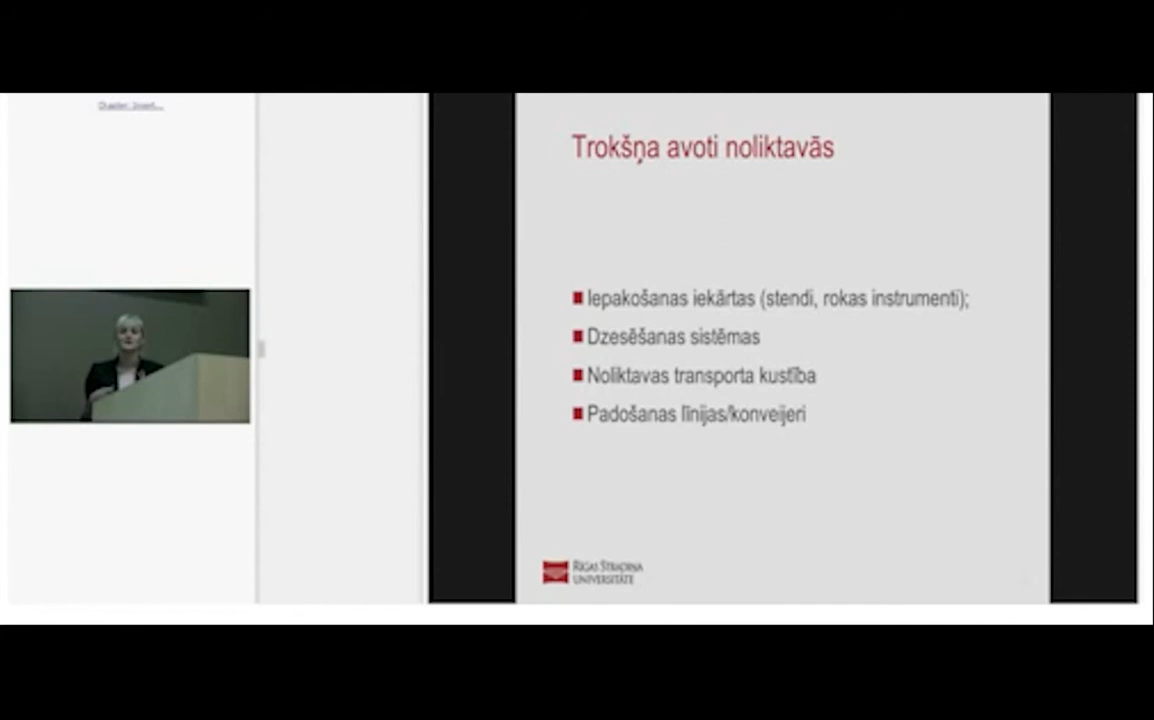 Trokšņa avoti noliktavās
Iepakošanas iekārtas (stendi, rokas instrumenti);
Dzesēšanas sistēmas
Noliktavas transporta kustība
Padošanas līnijas/konveijeri
RĪGAS STRADIŅA
UNIVERSITĀTE